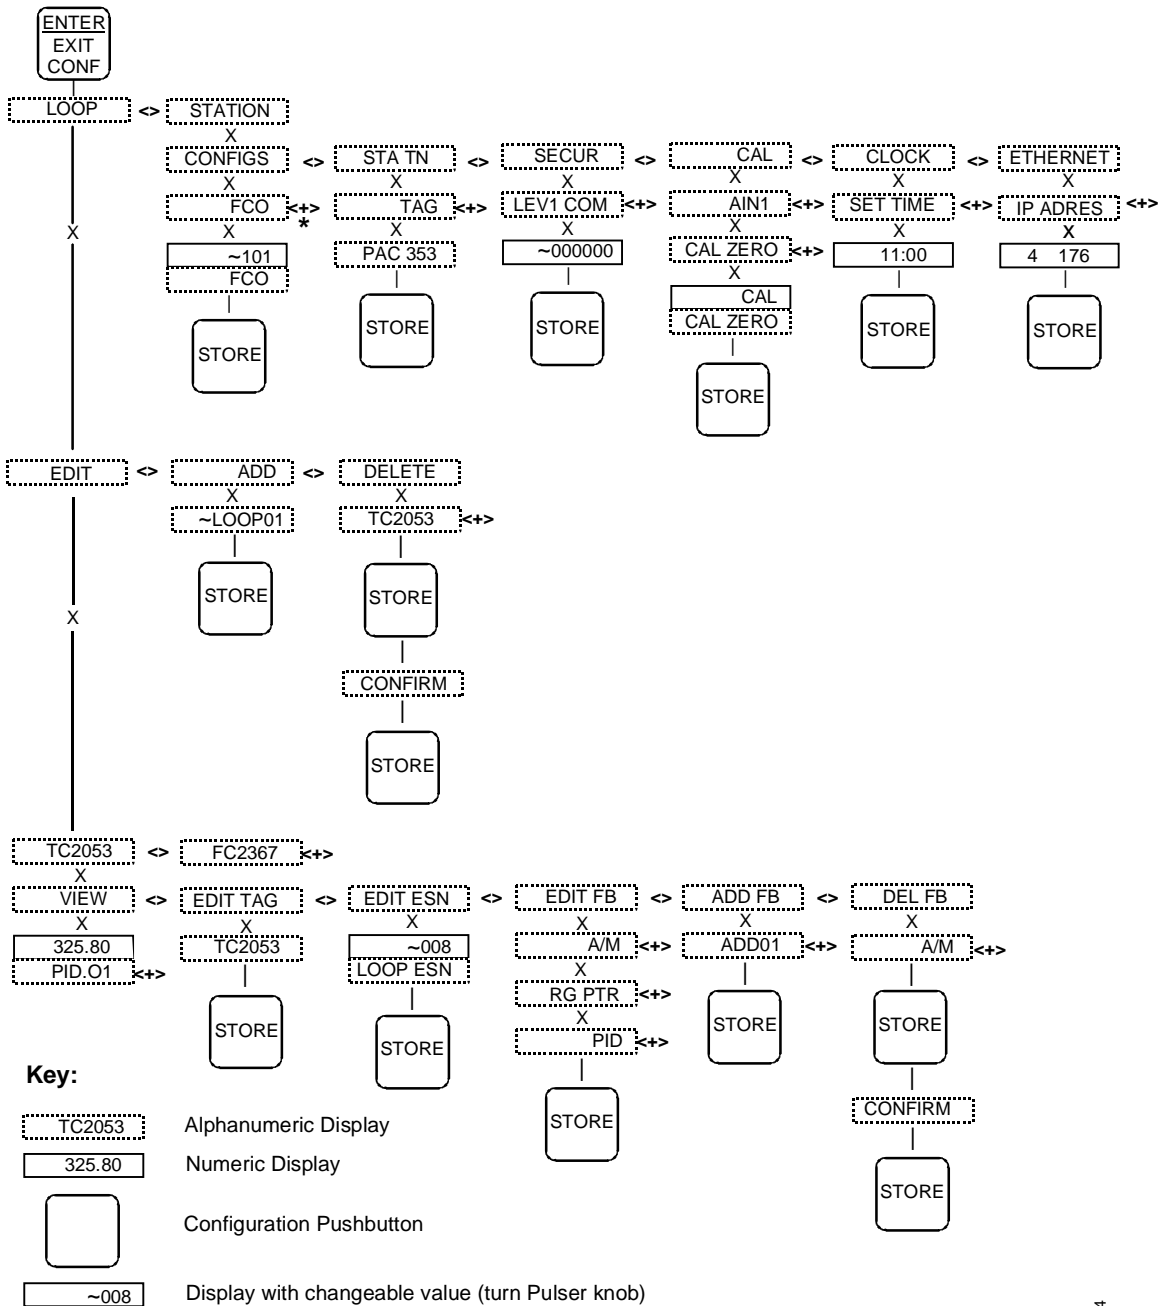 ENTER
EXIT
CONF
LOOP <> STATION
X
CONFIGS <> STA TN <> SECUR <> CAL <> CLOCK <> ETHERNET
X X X X X X
FCO <+> TAG <+> LEV1 COM <+> AIN1 <+> SET TIME <+> IP ADRES <+>
*
X X X X X X X
~101 PAC 353 ~000000 CAL ZERO <+> 11:00 4 176
FCO X
CAL
CAL ZERO
STORE STORE STORE STORE STORE
STORE
EDIT <> ADD <> DELETE
X X
~LOOP01 TC2053 <+>
STORE STORE
X
CONFIRM
STORE
TC2053 <> FC2367 <+>
X
VIEW <> EDIT TAG <> EDIT ESN <> EDIT FB <> ADD FB <> DEL FB
X X X X X X
325.80 TC2053 ~008 A/M <+> ADD01 <+> A/M <+>
PID.O1 <+> LOOP ESN X
RG PTR <+>
X
STORE STORE PID <+> STORE STORE
STORE CONFIRM
STORE
Key:
TC2053 Alphanumeric Display
325.80 Numeric Display
Configuration Pushbutton
~008 Display with changeable value (turn Pulser knob)